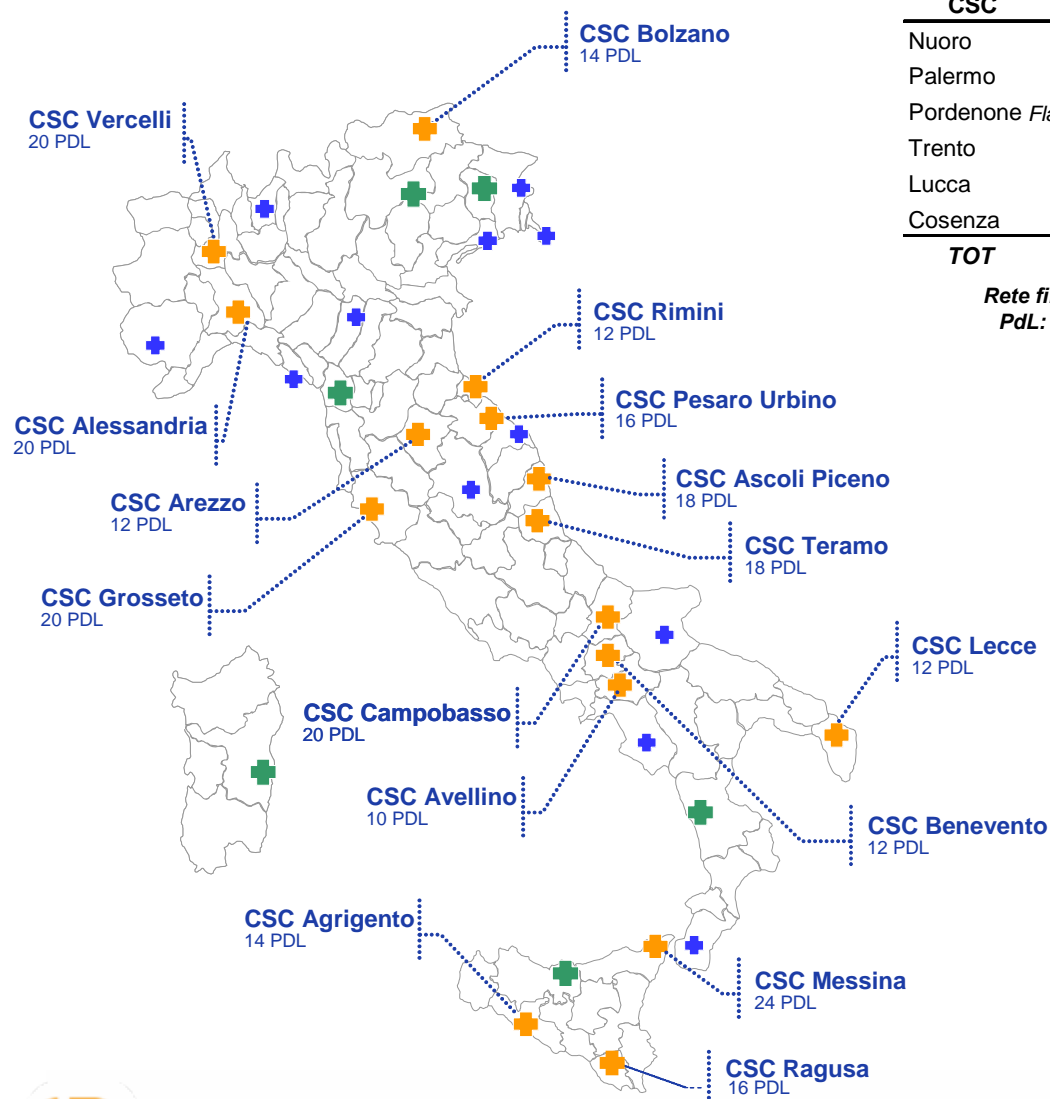 CSC
Nuoro
Palermo
Pordenone
Trento
Lucca
Cosenza
TOT
PdL:
CSC Bolzano
14 PDL
CSC Vercelli
20 PDL
CSC Rimini
12 PDL
CSC Pesaro Urbino
16 PDL
CSC Alessandria
20 PDL
CSC Ascoli Piceno
18 PDL
CSC Arezzo
12 PDL
CSC Teramo
18 PDL
CSC Grosseto
20 PDL
CSC Lecce
12 PDL
CSC Campobasso
20 PDL
CSC Avellino
10 PDL
CSC Benevento
12 PDL
CSC Agrigento
14 PDL
CSC Messina
24 PDL
CSC Ragusa
16 PDL